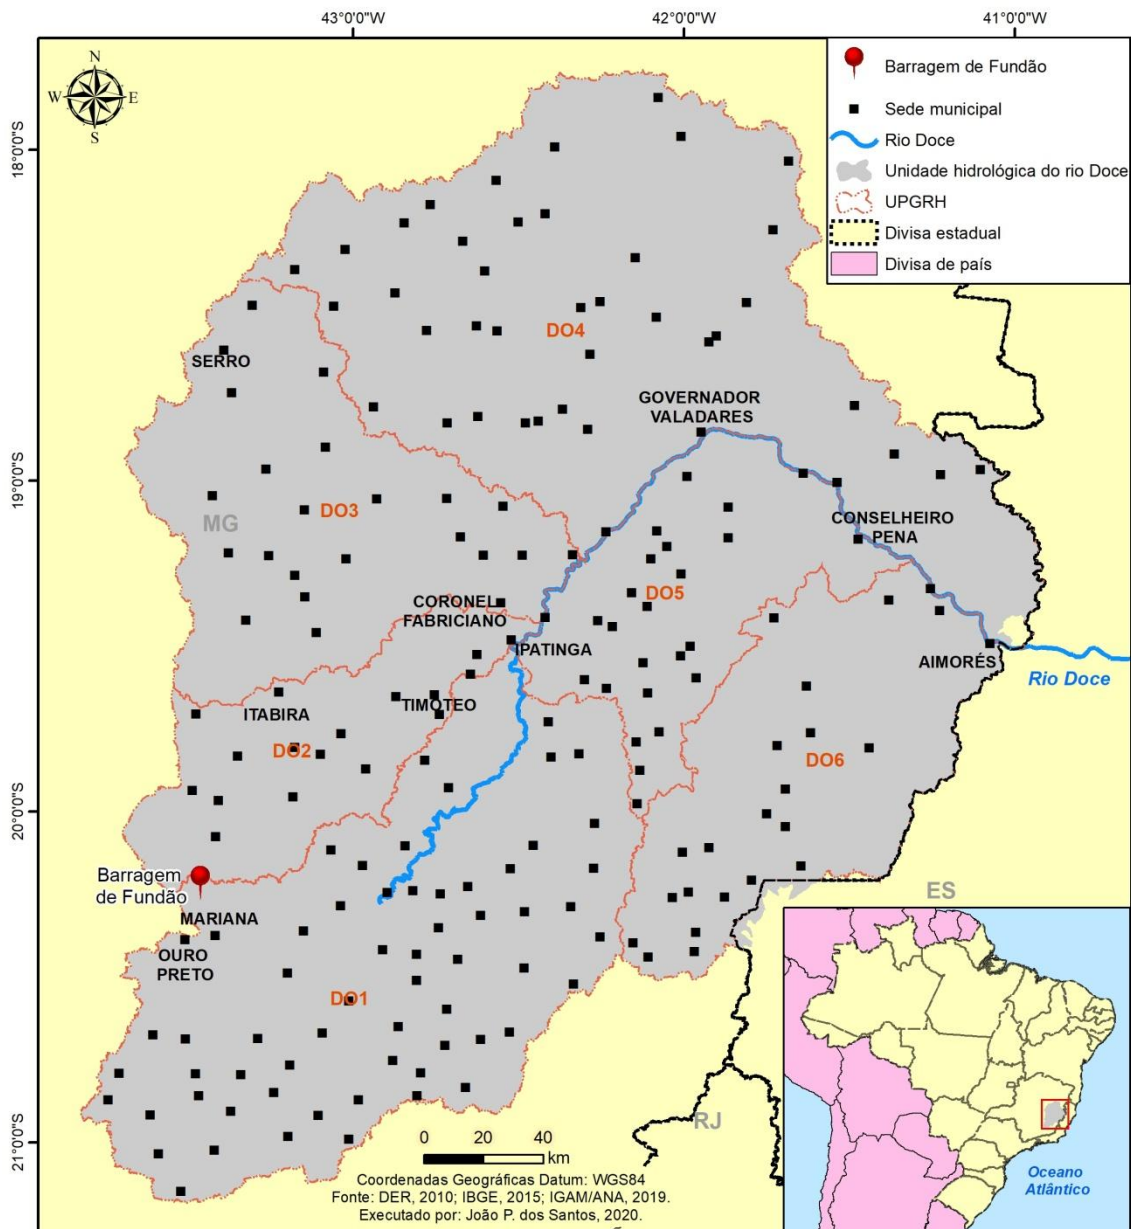 43°0'0"W
42°0'0"W
41°0'0"W
N
W
E
S
Barragem de Fundão
Sede municipal
Rio Doce
Unidade hidrológica do rio Doce
UPGRH
Divisa estadual
Divisa de país
18°0'0"S
19°0'0"S
20°0'0"S
21°0'0"S
DO4
SERRO
GOVERNADOR
VALADARES
DO3
MG
CONSELHEIRO
PENA
DO5
CORONEL
FABRICIANO
IPATINGA
AIMORÉS
Rio Doce
TIMOTEO
ITABIRA
DO2
DO6
Barragem
de Fundão
MARIANA
OURO
PRETO
ES
DO1
RJ
0 20 40
km
Coordenadas Geográficas Datum: WGS84
Fonte: DER, 2010; IBGE, 2015; IGAM/ANA, 2019.
Executado por: João P. dos Santos, 2020.
Oceano
Atlântico